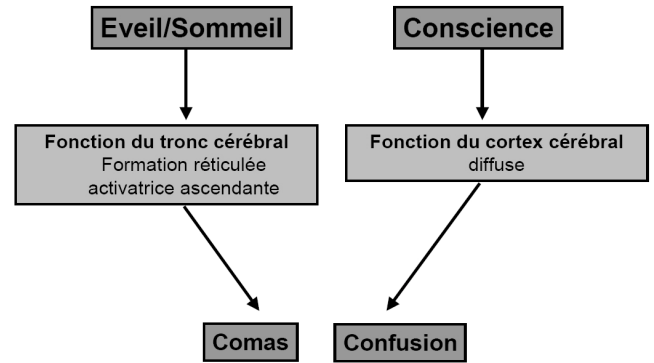 Eveil/Sommeil
Conscience
Fonction du tronc cérébral
Formation réticulée
activatrice ascendante
Fonction du cortex cérébral
diffuse
Comas
Confusion